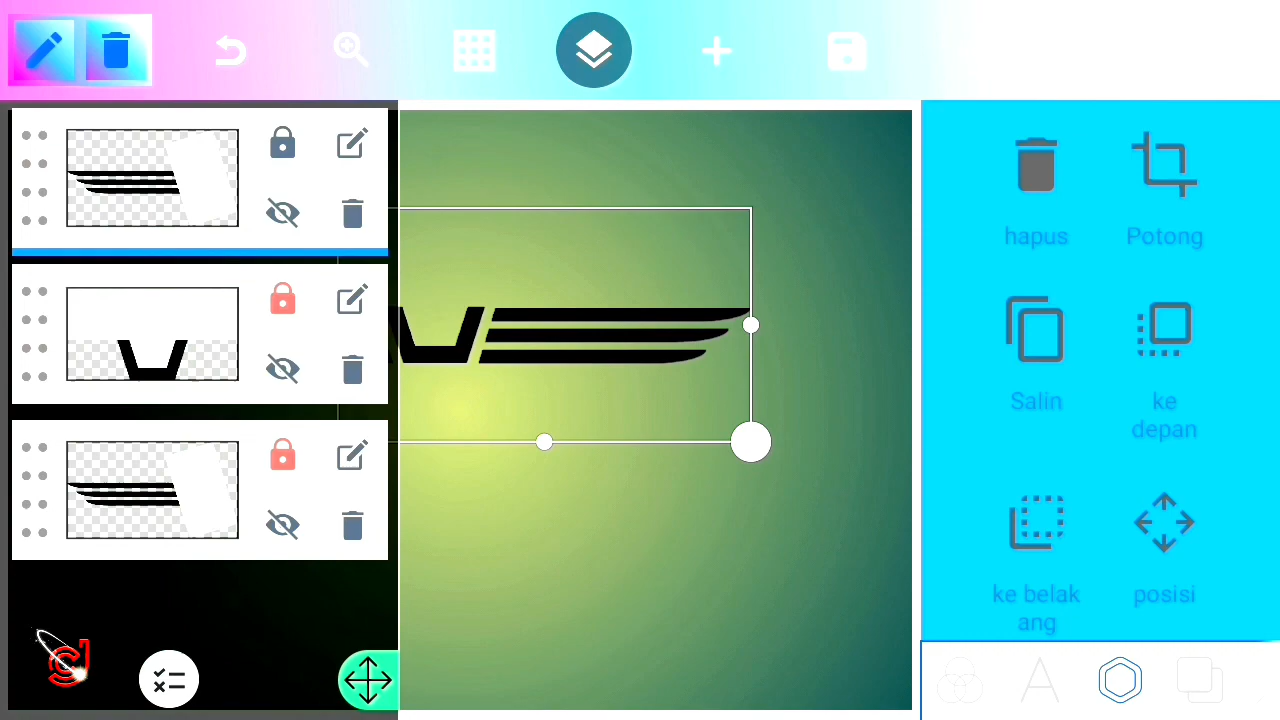 hapus
Potong
Salin
ke
depan
ke belak
ang
posisi